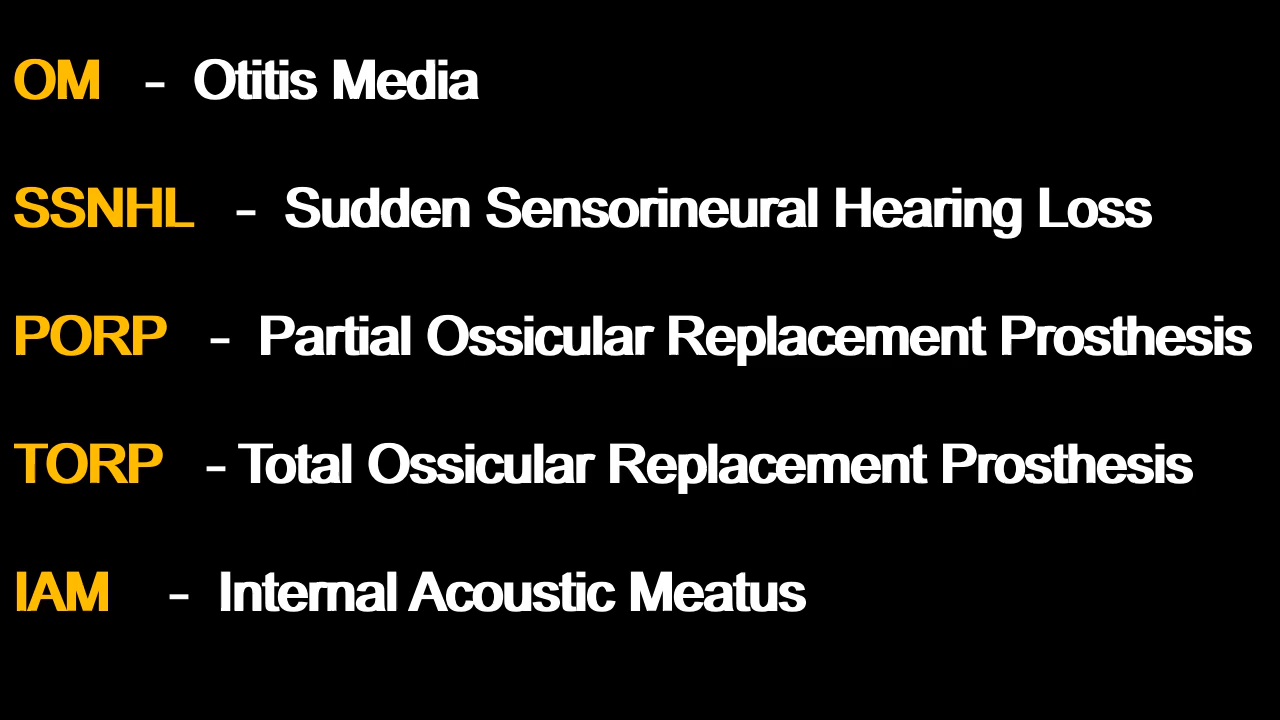 OM - Otitis Media
SSNHL - Sudden Sensorineural Hearing Loss
PORP - Partial Ossicular Replacement Prosthesis
TORP - Total Ossicular Replacement Prosthesis
IAM - Internal Acoustic Meatus